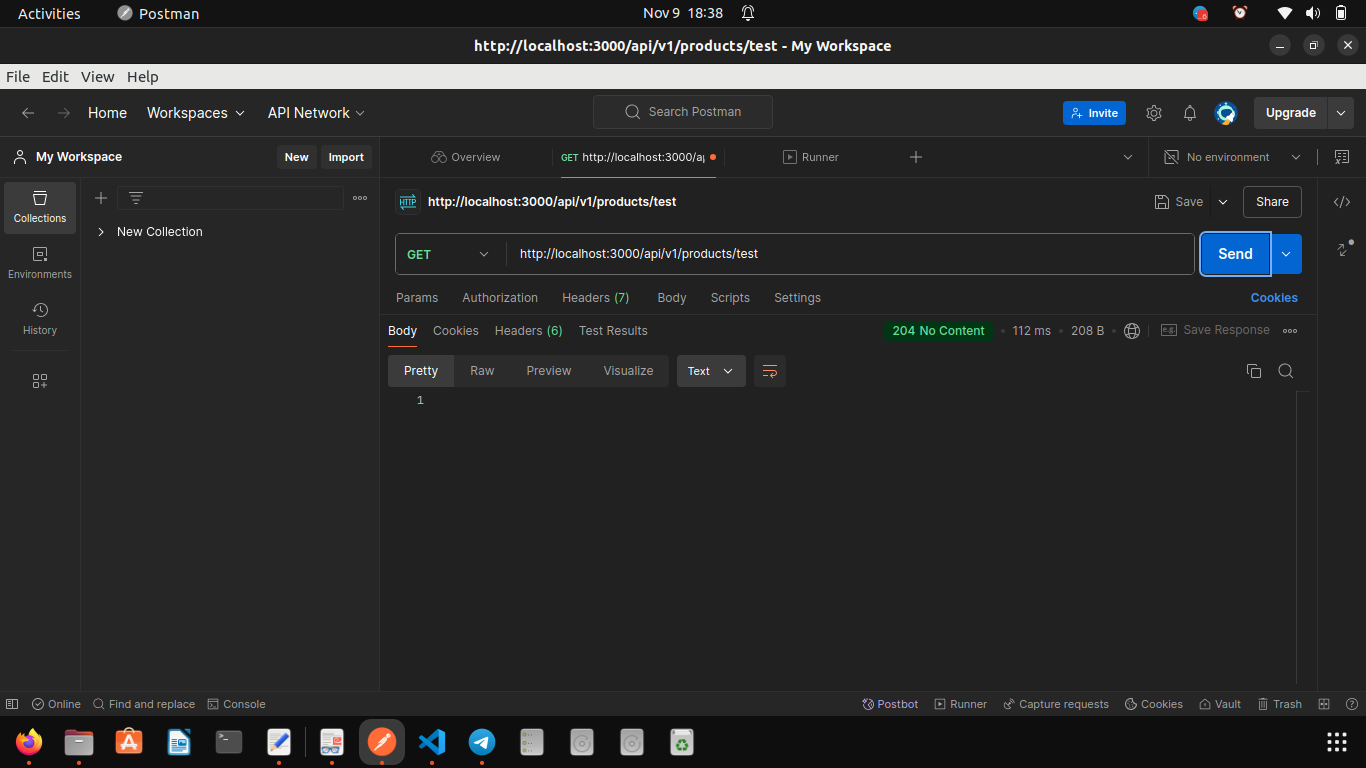 Activities Postman Nov 9 18:38
http://localhost:3000/api/v1/products/test - My Workspace
File Edit View Help
Home Workspaces API Network Search Postman Invite Upgrade
My Workspace New Import Overview GET http://localhost:3000/ap Runner No environment
Collections
New Collection
Environments
History
HTTP http://localhost:3000/api/v1/products/test Save Share
GET http://localhost:3000/api/v1/products/test Send
Params Authorization Headers (7) Body Scripts Settings Cookies
Body Cookies Headers (6) Test Results 204 No Content 112 ms 208 B e.g. Save Response
Pretty Raw Preview Visualize Text
1
Online Find and replace Console Postbot Runner Capture requests Cookies Vault Trash